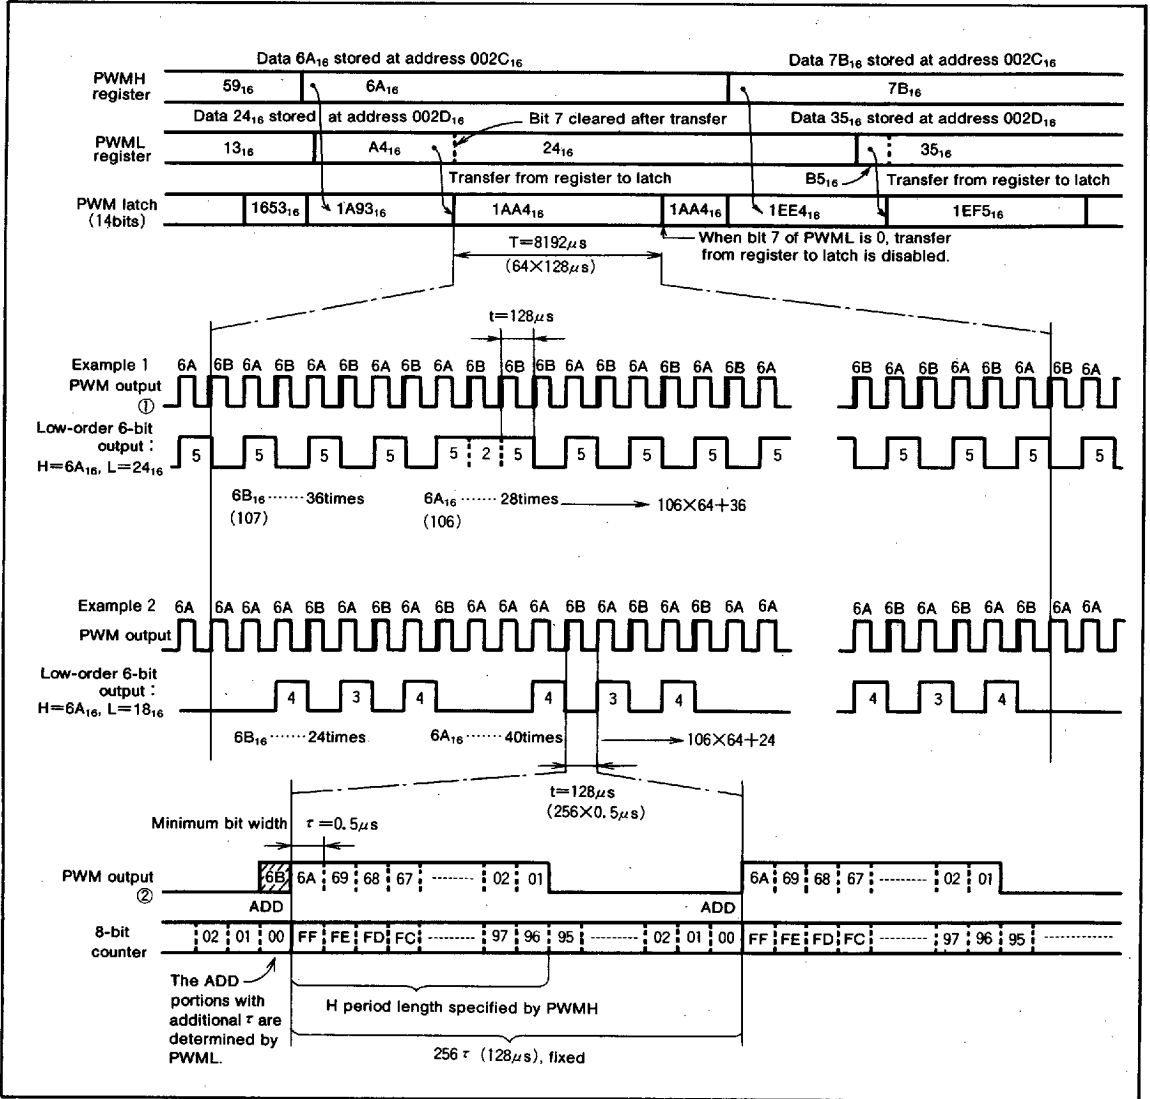 Data 6A₁₆ stored at address 002C₁₆
Data 7B₁₆ stored at address 002C₁₆
PWMH register
59₁₆
6A₁₆
7B₁₆
Data 24₁₆ stored at address 002D₁₆
Bit 7 cleared after transfer
Data 35₁₆ stored at address 002D₁₆
PWML register
13₁₆
A4₁₆
24₁₆
35₁₆
Transfer from register to latch
B5₁₆
Transfer from register to latch
PWM latch (14bits)
1653₁₆
1A93₁₆
1AA4₁₆
1AA4₁₆
1EE4₁₆
1EF5₁₆
T=8192μs
(64×128μs)
When bit 7 of PWML is 0, transfer
from register to latch is disabled.
t=128μs
Example 1
6A 6B 6A 6B 6A 6B 6A 6B 6A 6B 6B 6B 6A 6B 6A 6B 6A 6B 6A
6B 6A 6B 6A 6B 6A 6B 6A
PWM output
①
Low-order 6-bit
output :
H=6A₁₆, L=24₁₆
5 5 5 5 5 2 5 5 5 5 5 5 5 5 5
6B₁₆ ······· 36times
(107)
6A₁₆ ······· 28times
(106)
106×64+36
Example 2
6A 6A 6A 6A 6B 6A 6B 6A 6B 6A 6A 6A 6B 6A 6B 6A 6B 6A 6A
6A 6B 6A 6B 6A 6B 6A 6A
PWM output
Low-order 6-bit
output :
H=6A₁₆, L=18₁₆
4 3 4 4 3 4 4 3 4
6B₁₆ ······· 24times
6A₁₆ ······· 40times
106×64+24
t=128μs
(256×0.5μs)
Minimum bit width
τ=0.5μs
PWM output
②
6B 6A 69 68 67 --------- 02 01
6A 69 68 67 --------- 02 01
ADD
ADD
8-bit
counter
02 01 00 FF FE FD FC --------- 97 96 95 --------- 02 01 00 FF FE FD FC --------- 97 96 95 ---------
The ADD
portions with
additional τ are
determined by
PWML.
H period length specified by PWMH
256 τ (128μs), fixed